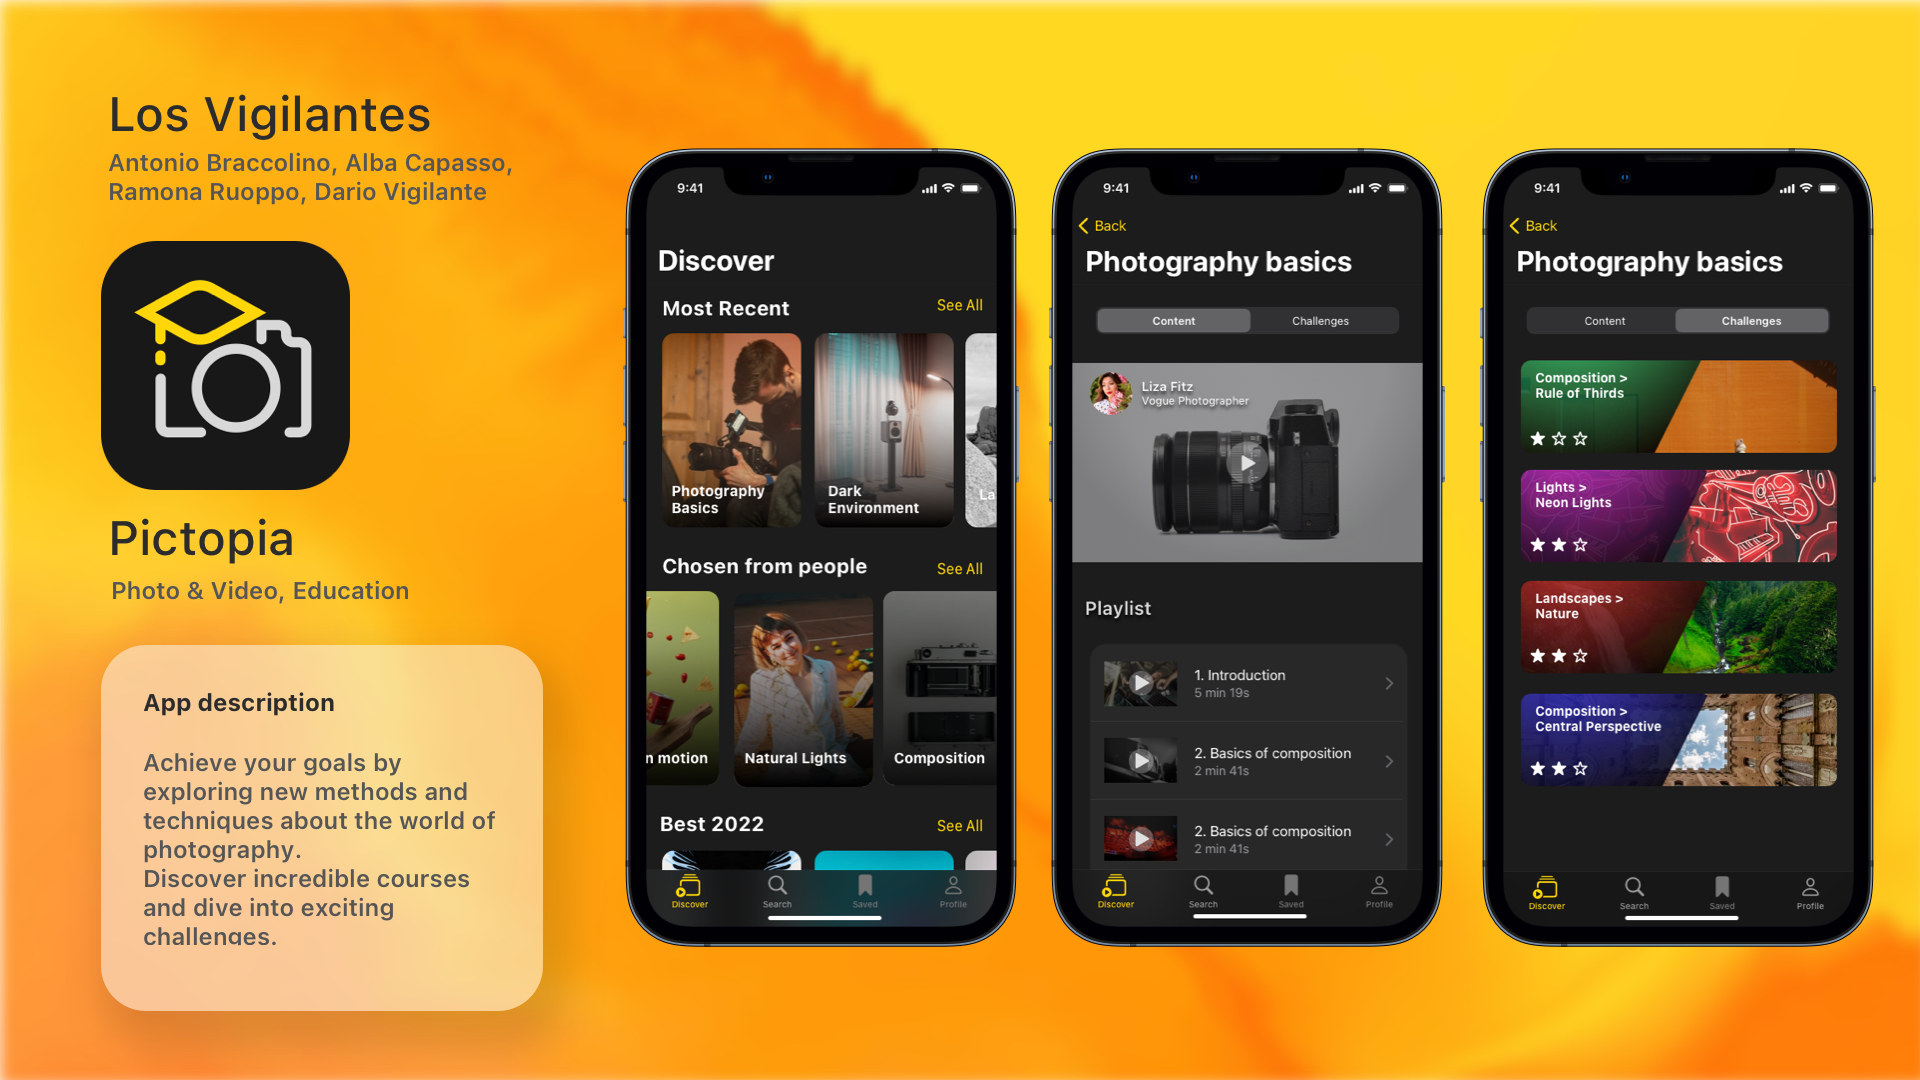 Los Vigilantes
Antonio Braccolino, Alba Capasso,
Ramona Ruoppo, Dario Vigilante
Pictopia
Photo & Video, Education
App description
Achieve your goals by
exploring new methods and
techniques about the world of
photography.
Discover incredible courses
and dive into exciting
challenges.
9:41
Discover
Most Recent
See All
Photography
Basics
Dark
Environment
La
Chosen from people
See All
n motion
Natural Lights
Composition
Best 2022
See All
Discover
Search
Saved
Profile
9:41
Back
Photography basics
Content
Challenges
Liza Fitz
Vogue Photographer
Playlist
1. Introduction
5 min 19s
2. Basics of composition
2 min 41s
2. Basics of composition
2 min 41s
Discover
Search
Saved
Profile
9:41
Back
Photography basics
Content
Challenges
Composition >
Rule of Thirds
Lights >
Neon Lights
Landscapes >
Nature
Composition >
Central Perspective
Discover
Search
Saved
Profile